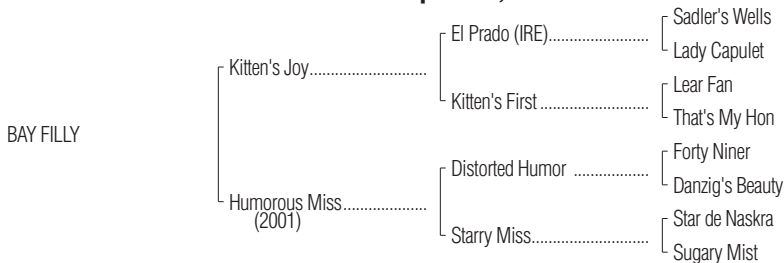 Sadler's Wells
El Prado (IRE)........................
Lady Capulet
Kitten's Joy............................
Lear Fan
Kitten's First ..........................
That's My Hon
BAY FILLY
Forty Niner
Distorted Humor ..................
Danzig's Beauty
Humorous Miss....................
(2001)
Star de Naskra
Starry Miss............................
Sugary Mist